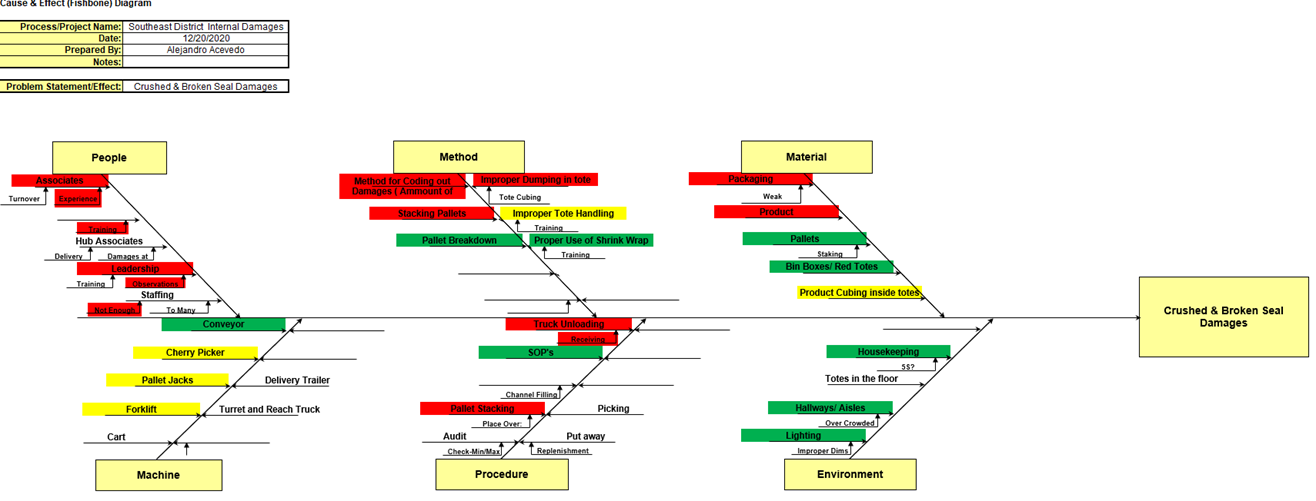 Cause & Effect (Fishbone) Diagram
Process/Project Name: Southeast District Internal Damages
Date: 12/20/2020
Prepared By: Alejandro Acevedo
Notes:
Problem Statement/Effect: Crushed & Broken Seal Damages
People
Associates
Turnover
Experience
Training
Hub Associates
Delivery
Damages at
Leadership
Training
Observations
Staffing
Not Enough
To Many
Method
Method for Coding out
Damages ( Ammount of
Improper Dumping in tote
Tote Cubing
Stacking Pallets
Improper Tote Handling
Training
Pallet Breakdown
Proper Use of Shrink Wrap
Training
Material
Packaging
Weak
Product
Pallets
Staking
Bin Boxes/ Red Totes
Product Cubing inside totes
Crushed & Broken Seal
Damages
Conveyor
Cherry Picker
Pallet Jacks
Delivery Trailer
Forklift
Turret and Reach Truck
Cart
Machine
Truck Unloading
Receiving
SOP's
Channel Filling
Pallet Stacking
Picking
Place Over:
Audit
Put away
Check-Min/Max
Replenishment
Procedure
Housekeeping
5S?
Totes in the floor
Hallways/ Aisles
Over Crowded
Lighting
Improper Dims
Environment